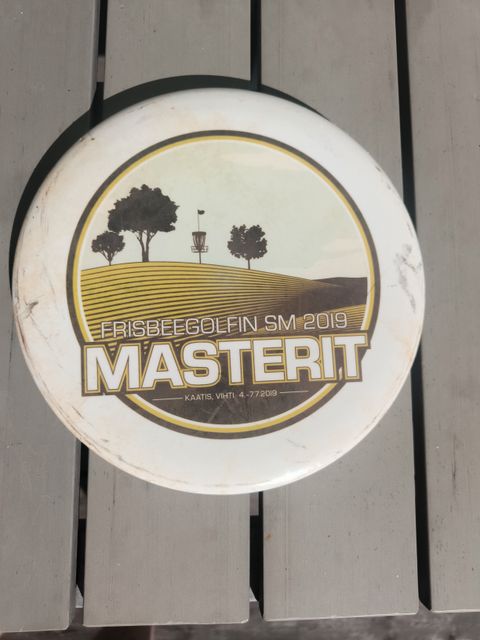 FRISBEEGOLFIN SM 2019
MASTERIT
KAATIS, VIHTI 4.-7.7.2019